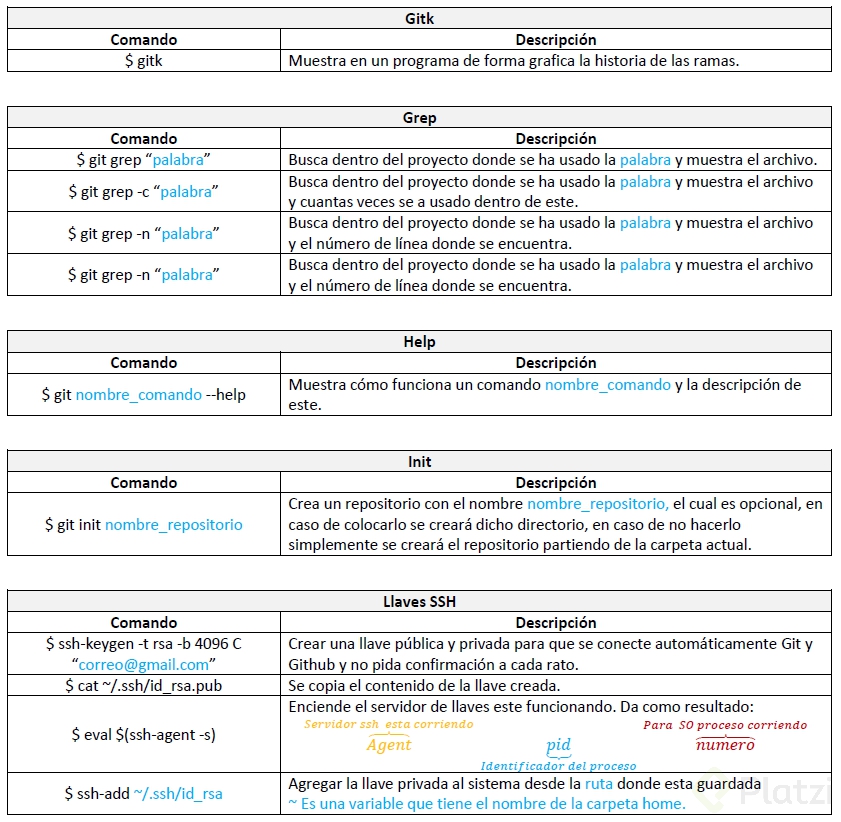 Gitk
Comando Descripción
$ gitk Muestra en un programa de forma grafica la historia de las ramas.
Grep
Comando Descripción
$ git grep “palabra” Busca dentro del proyecto donde se ha usado la palabra y muestra el archivo.
$ git grep -c “palabra” Busca dentro del proyecto donde se ha usado la palabra y muestra el archivo
y cuantas veces se a usado dentro de este.
$ git grep -n “palabra” Busca dentro del proyecto donde se ha usado la palabra y muestra el archivo
y el número de línea donde se encuentra.
$ git grep -n “palabra” Busca dentro del proyecto donde se ha usado la palabra y muestra el archivo
y el número de línea donde se encuentra.
Help
Comando Descripción
$ git nombre_comando --help Muestra cómo funciona un comando nombre_comando y la descripción de
este.
Init
Comando Descripción
$ git init nombre_repositorio Crea un repositorio con el nombre nombre_repositorio, el cual es opcional, en
caso de colocarlo se creará dicho directorio, en caso de no hacerlo
simplemente se creará el repositorio partiendo de la carpeta actual.
Llaves SSH
Comando Descripción
$ ssh-keygen -t rsa -b 4096 C Crear una llave pública y privada para que se conecte automáticamente Git y
“correo@gmail.com” Github y no pida confirmación a cada rato.
$ cat ~/.ssh/id_rsa.pub Se copia el contenido de la llave creada.
$ eval $(ssh-agent -s) Enciende el servidor de llaves este funcionando. Da como resultado:
Servidor ssh esta corriendo Para SO proceso corriendo
Agent pid numero
Identificador del proceso
$ ssh-add ~/.ssh/id_rsa Agregar la llave privada al sistema desde la ruta donde esta guardada
~ Es una variable que tiene el nombre de la carpeta home.
Platzi